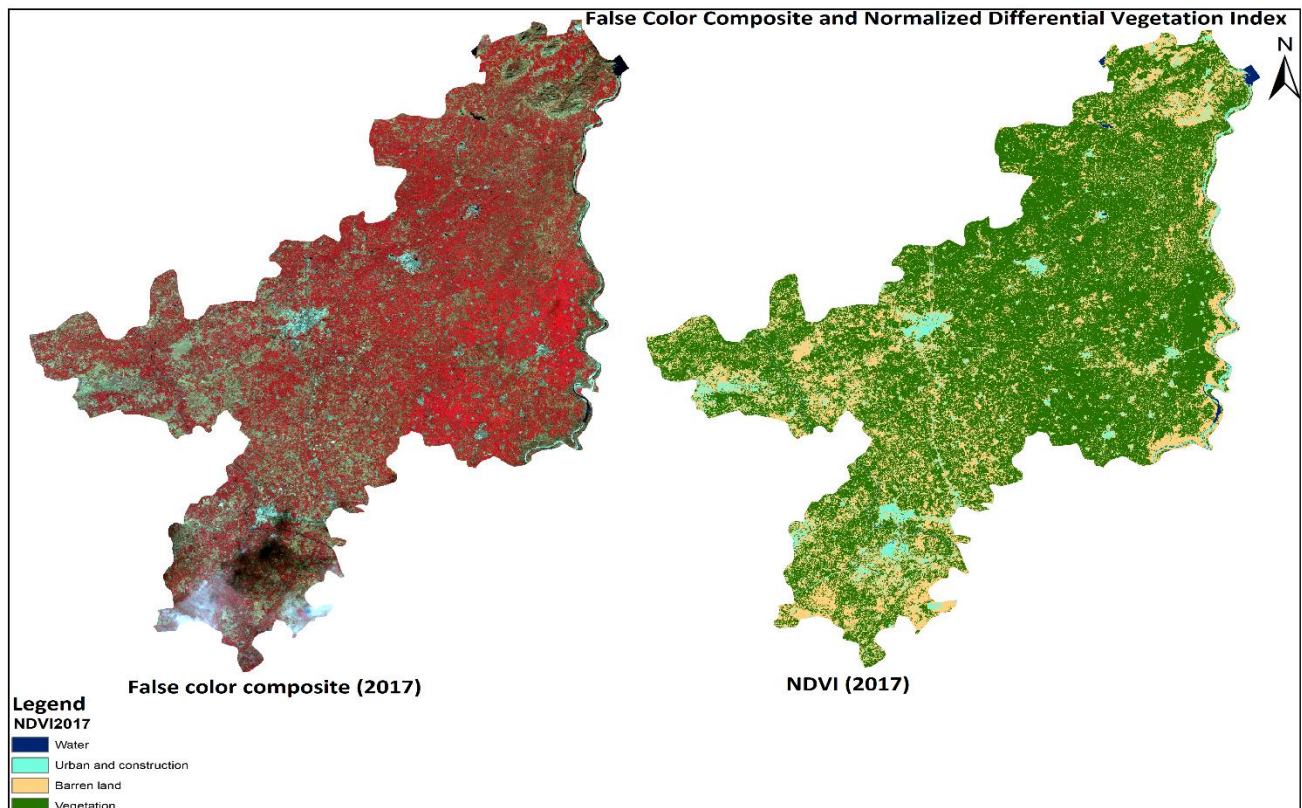 False Color Composite and Normalized Differential Vegetation Index
N
False color composite (2017)
NDVI (2017)
Legend
NDVI2017
Water
Urban and construction
Barren land
Vegetation